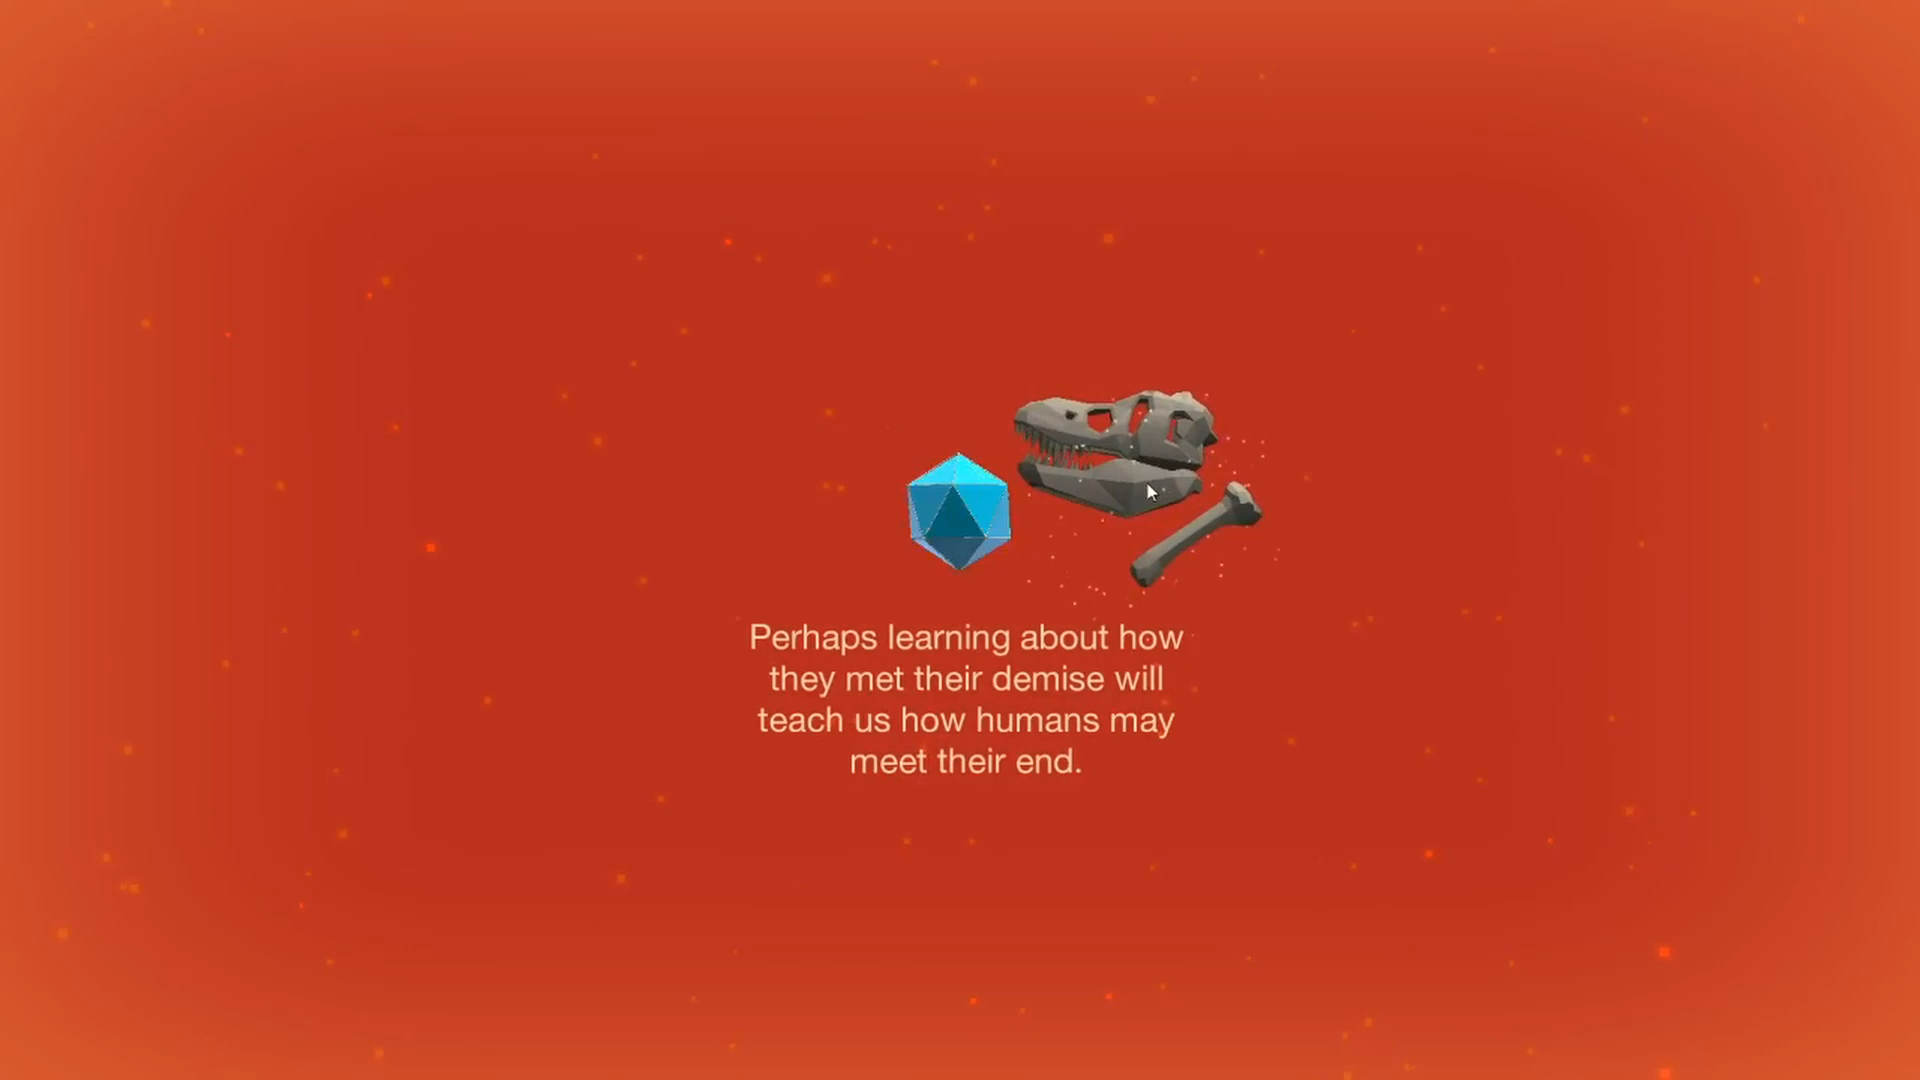 Perhaps learning about how
they met their demise will
teach us how humans may
meet their end.